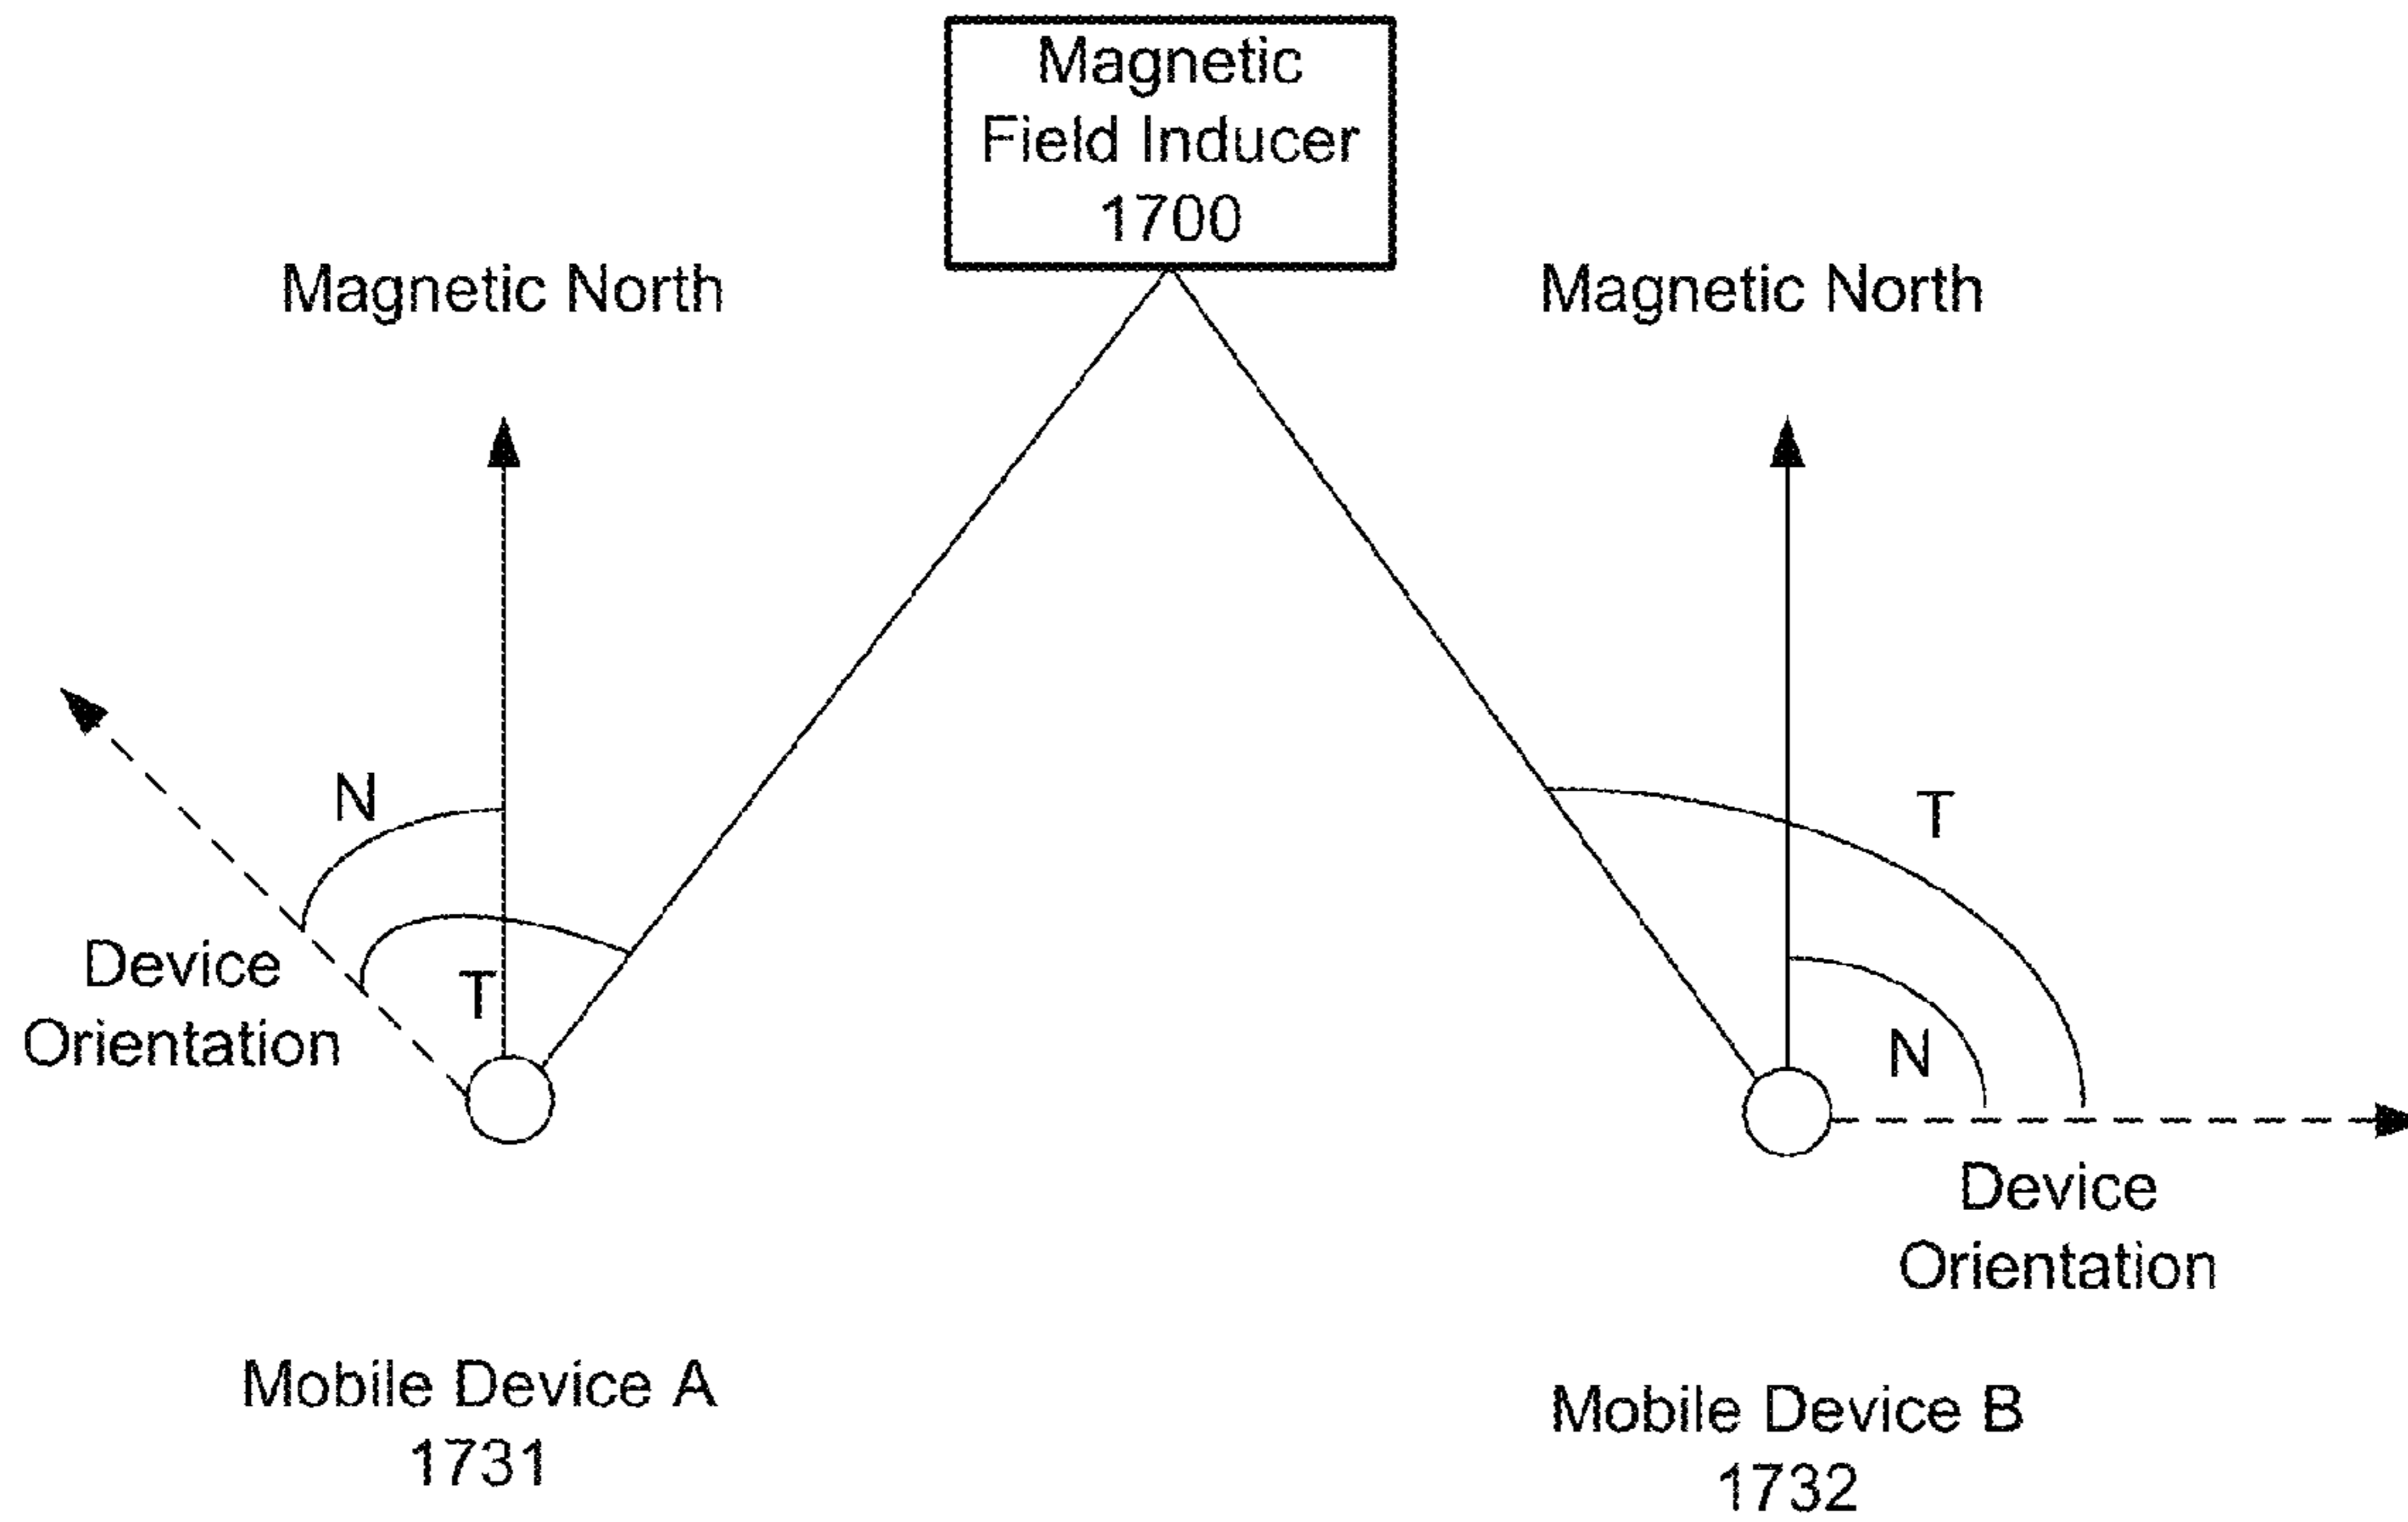 Magnetic
Field Inducer
1700
Magnetic North
Magnetic North
N
T
Device
Orientation
T
N
Device
Orientation
Mobile Device A
1731
Mobile Device B
1732